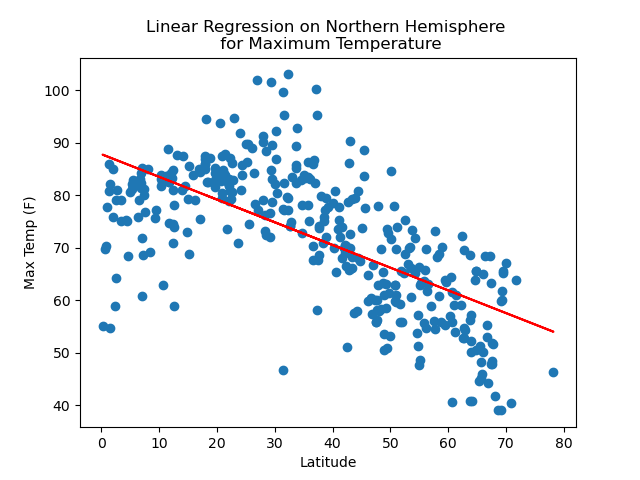 Linear Regression on Northern Hemisphere
for Maximum Temperature
100
90
80
70
60
50
40
Max Temp (F)
0 10 20 30 40 50 60 70 80
Latitude